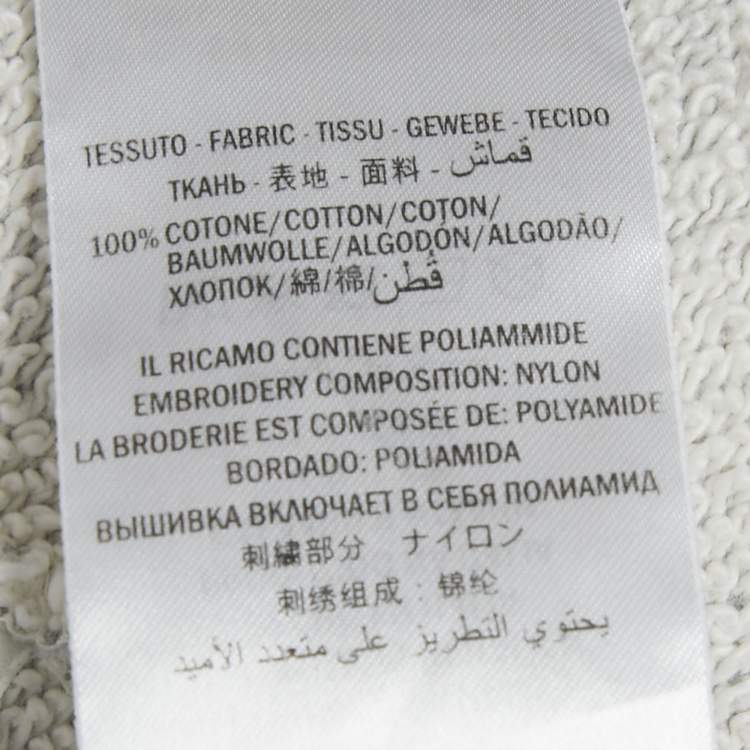 TESSUTO - FABRIC - TISSU - GEWEBE - TECIDO
ТКАНЬ - 表地 - 面料 - قماش
100% COTONE/COTTON/COTON/
BAUMWOLLE/ALGODÓN/ALGODÃO/
ХЛОПОК/綿/棉/قُطْن
IL RICAMO CONTIENE POLIAMMIDE
EMBROIDERY COMPOSITION: NYLON
LA BRODERIE EST COMPOSÉE DE: POLYAMIDE
BORDADO: POLIAMIDA
ВЫШИВКА ВКЛЮЧАЕТ В СЕБЯ ПОЛИАМИД
刺繍部分 ナイロン
刺绣组成：锦纶
يحتوي التطريز على متعدد الأميد